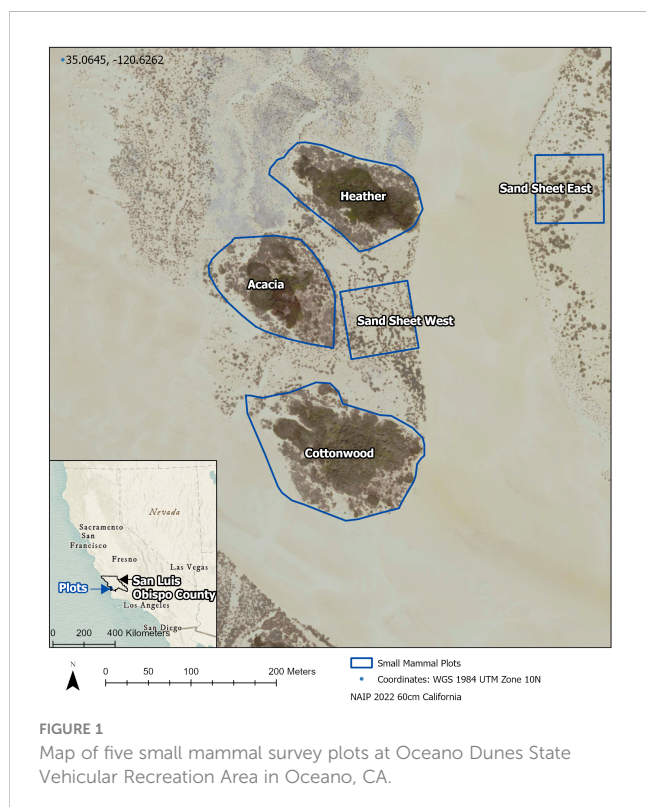 35.0645, -120.6262
Heather
Sand Sheet East
Acacia
Sand Sheet West
Cottonwood
Nevada
Sacramento
San
Francisco
Fresno
Las Vegas
Plots
San Luis
Obispo County
Los Angeles
San Diego
0 200 400 Kilometers
N
0 50 100 200 Meters
Small Mammal Plots
Coordinates: WGS 1984 UTM Zone 10N
NAIP 2022 60cm California
FIGURE 1
Map of five small mammal survey plots at Oceano Dunes State
Vehicular Recreation Area in Oceano, CA.